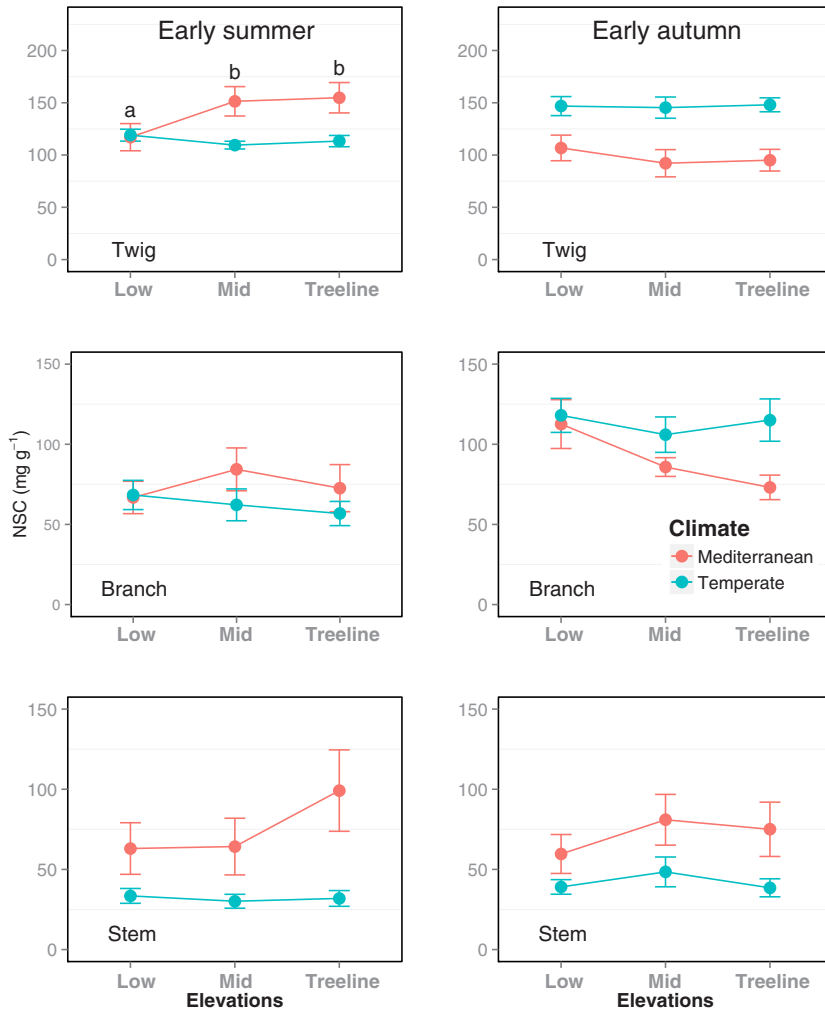 Early summer
200
150
100
50
0
a
b
b
Twig
Low Mid Treeline
Early autumn
200
150
100
50
0
Twig
Low Mid Treeline
NSC (mg g⁻¹)
150
100
50
0
Branch
Low Mid Treeline
150
100
50
0
Climate
Mediterranean
Temperate
Branch
Low Mid Treeline
150
100
50
0
Stem
Low Mid Treeline
Elevations
150
100
50
0
Stem
Low Mid Treeline
Elevations